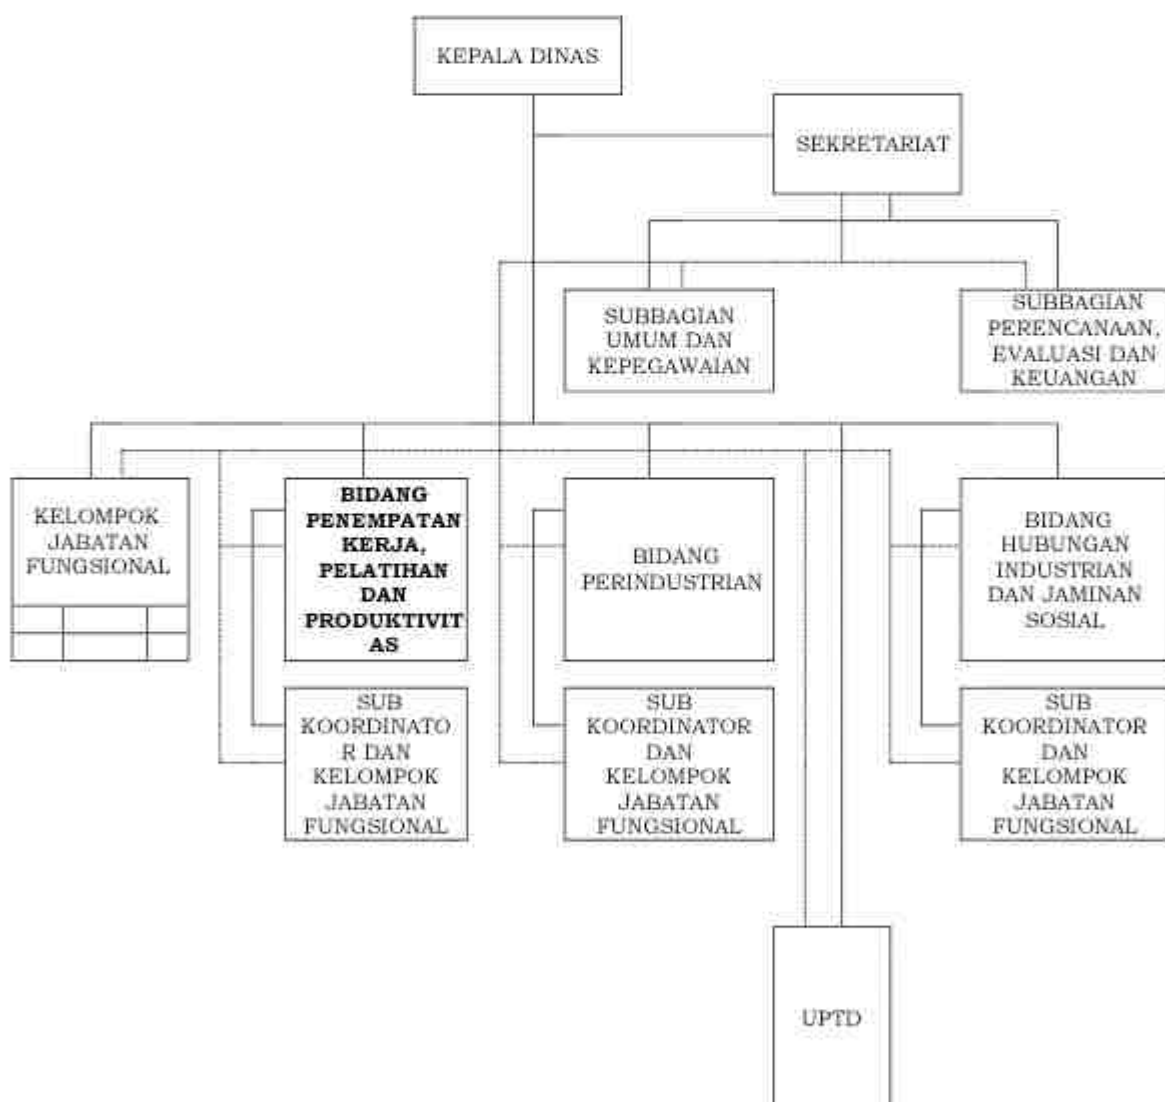 KEPALA DINAS
SEKRETARIAT
SUBBAGIAN
UMUM DAN
KEPEGAWAIAN
SUBBAGIAN
PERENCANAAN,
EVALUASI DAN
KEUANGAN
KELOMPOK
JABATAN
FUNGSIONAL
BIDANG
PENEMPATAN
KERJA,
PELATIHAN
DAN
PRODUKTIVIT
AS
BIDANG
PERINDUSTRIAN
BIDANG
HUBUNGAN
INDUSTRIAN
DAN JAMINAN
SOSIAL
SUB
KOORDINATO
R DAN
KELOMPOK
JABATAN
FUNGSIONAL
SUB
KOORDINATOR
DAN
KELOMPOK
JABATAN
FUNGSIONAL
SUB
KOORDINATOR
DAN
KELOMPOK
JABATAN
FUNGSIONAL
UPTD